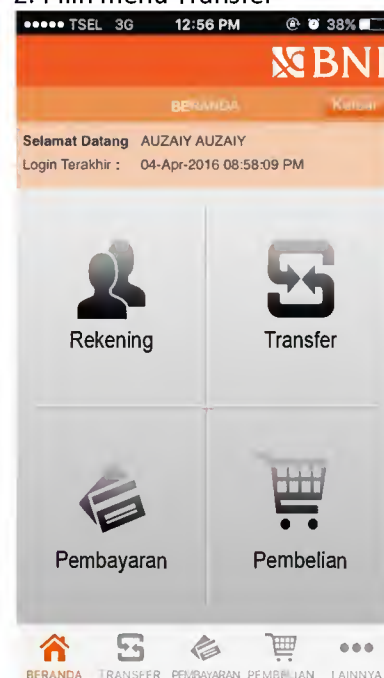 2. Pilih menu Transfer
TSEL 3G 12:56 PM 38%
BNI
BERANDA Keluar
Selamat Datang AUZAIY AUZAIY
Login Terakhir : 04-Apr-2016 08:58:09 PM
Rekening Transfer
Pembayaran Pembelian
BERANDA TRANSFER PEMBAYARAN PEMBELIAN LAINNYA